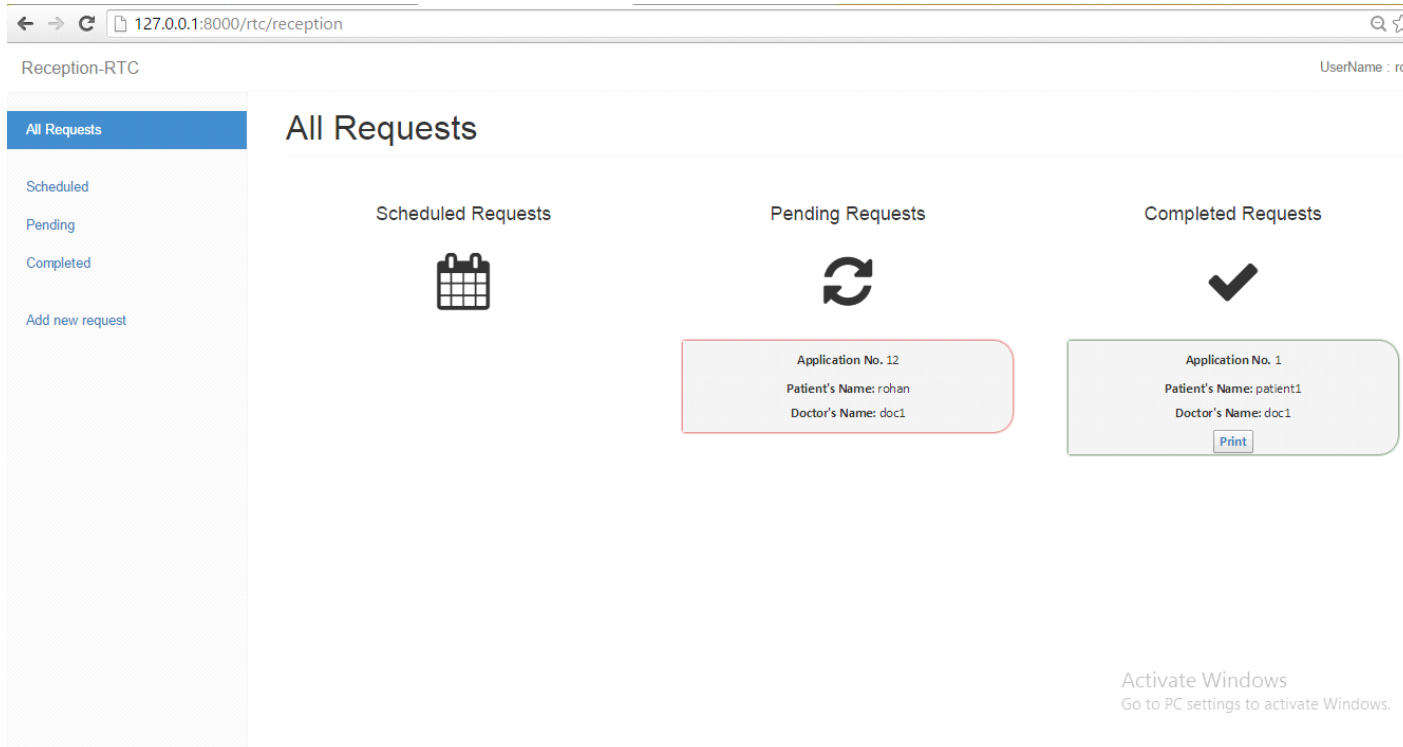 127.0.0.1:8000/rtc/reception
Reception-RTC
UserName :
All Requests
Scheduled
Pending
Completed
Add new request
All Requests
Scheduled Requests
Pending Requests
Application No. 12
Patient's Name: rohan
Doctor's Name: doc1
Completed Requests
Application No. 1
Patient's Name: patient1
Doctor's Name: doc1
Print
Activate Windows
Go to PC settings to activate Windows.